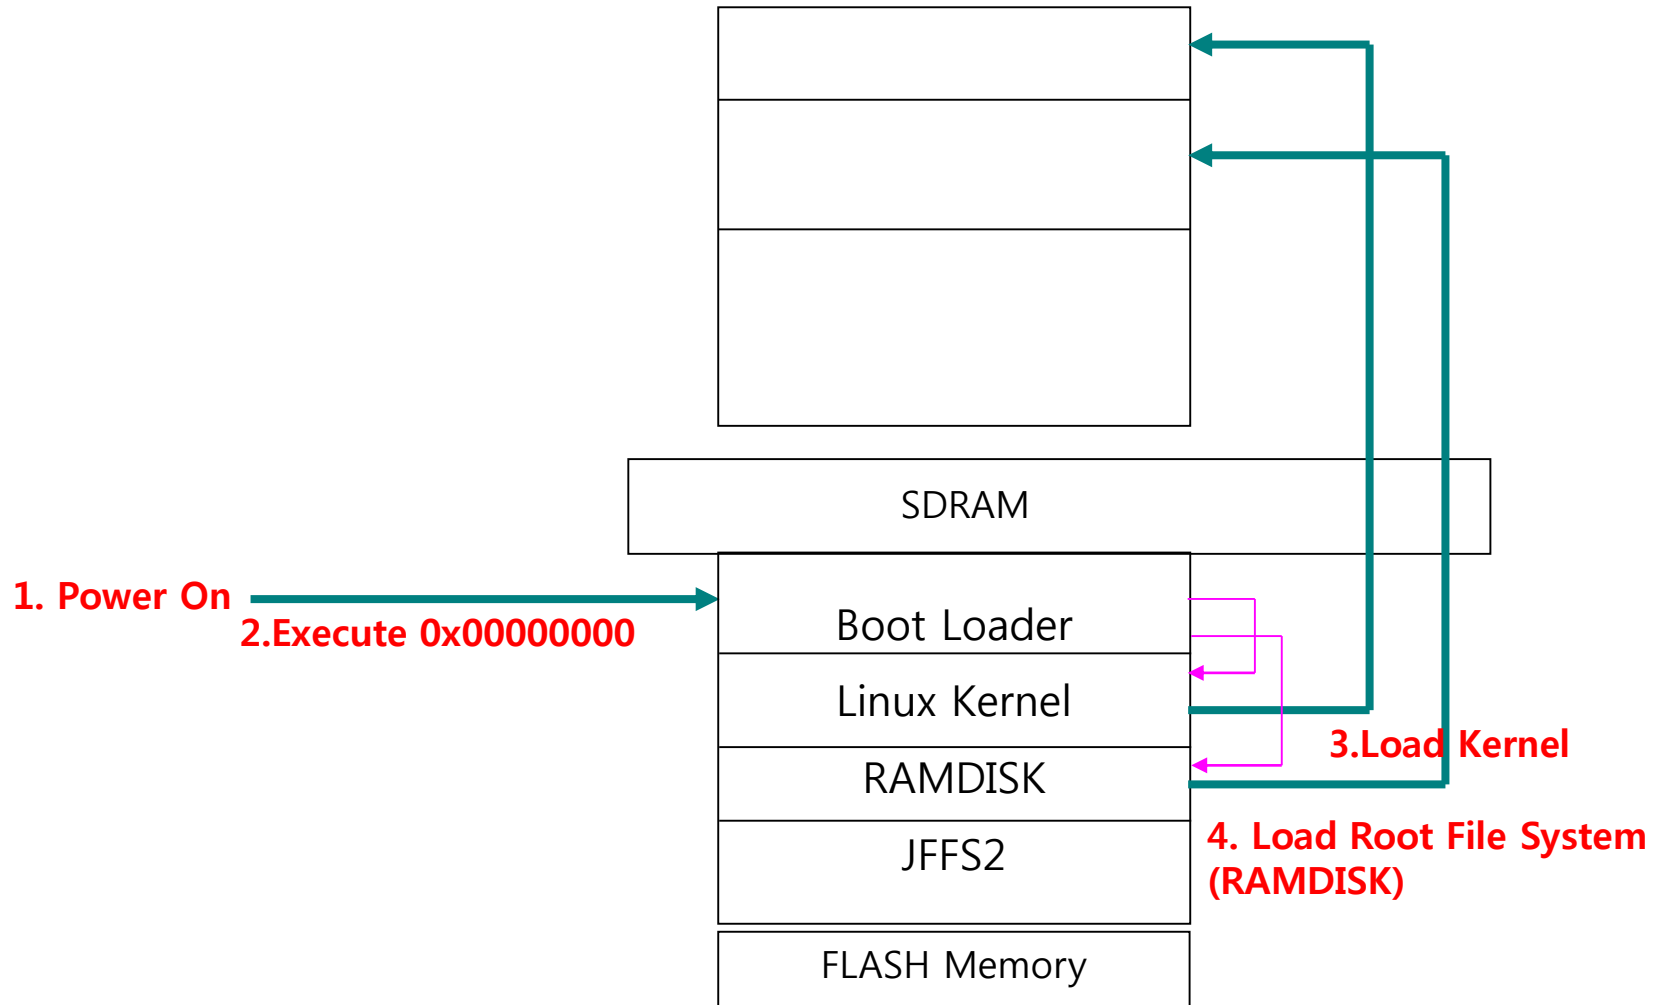 SDRAM
1. Power On
2.Execute 0x00000000
Boot Loader
Linux Kernel
3.Load Kernel
RAMDISK
4. Load Root File System
(RAMDISK)
JFFS2
FLASH Memory